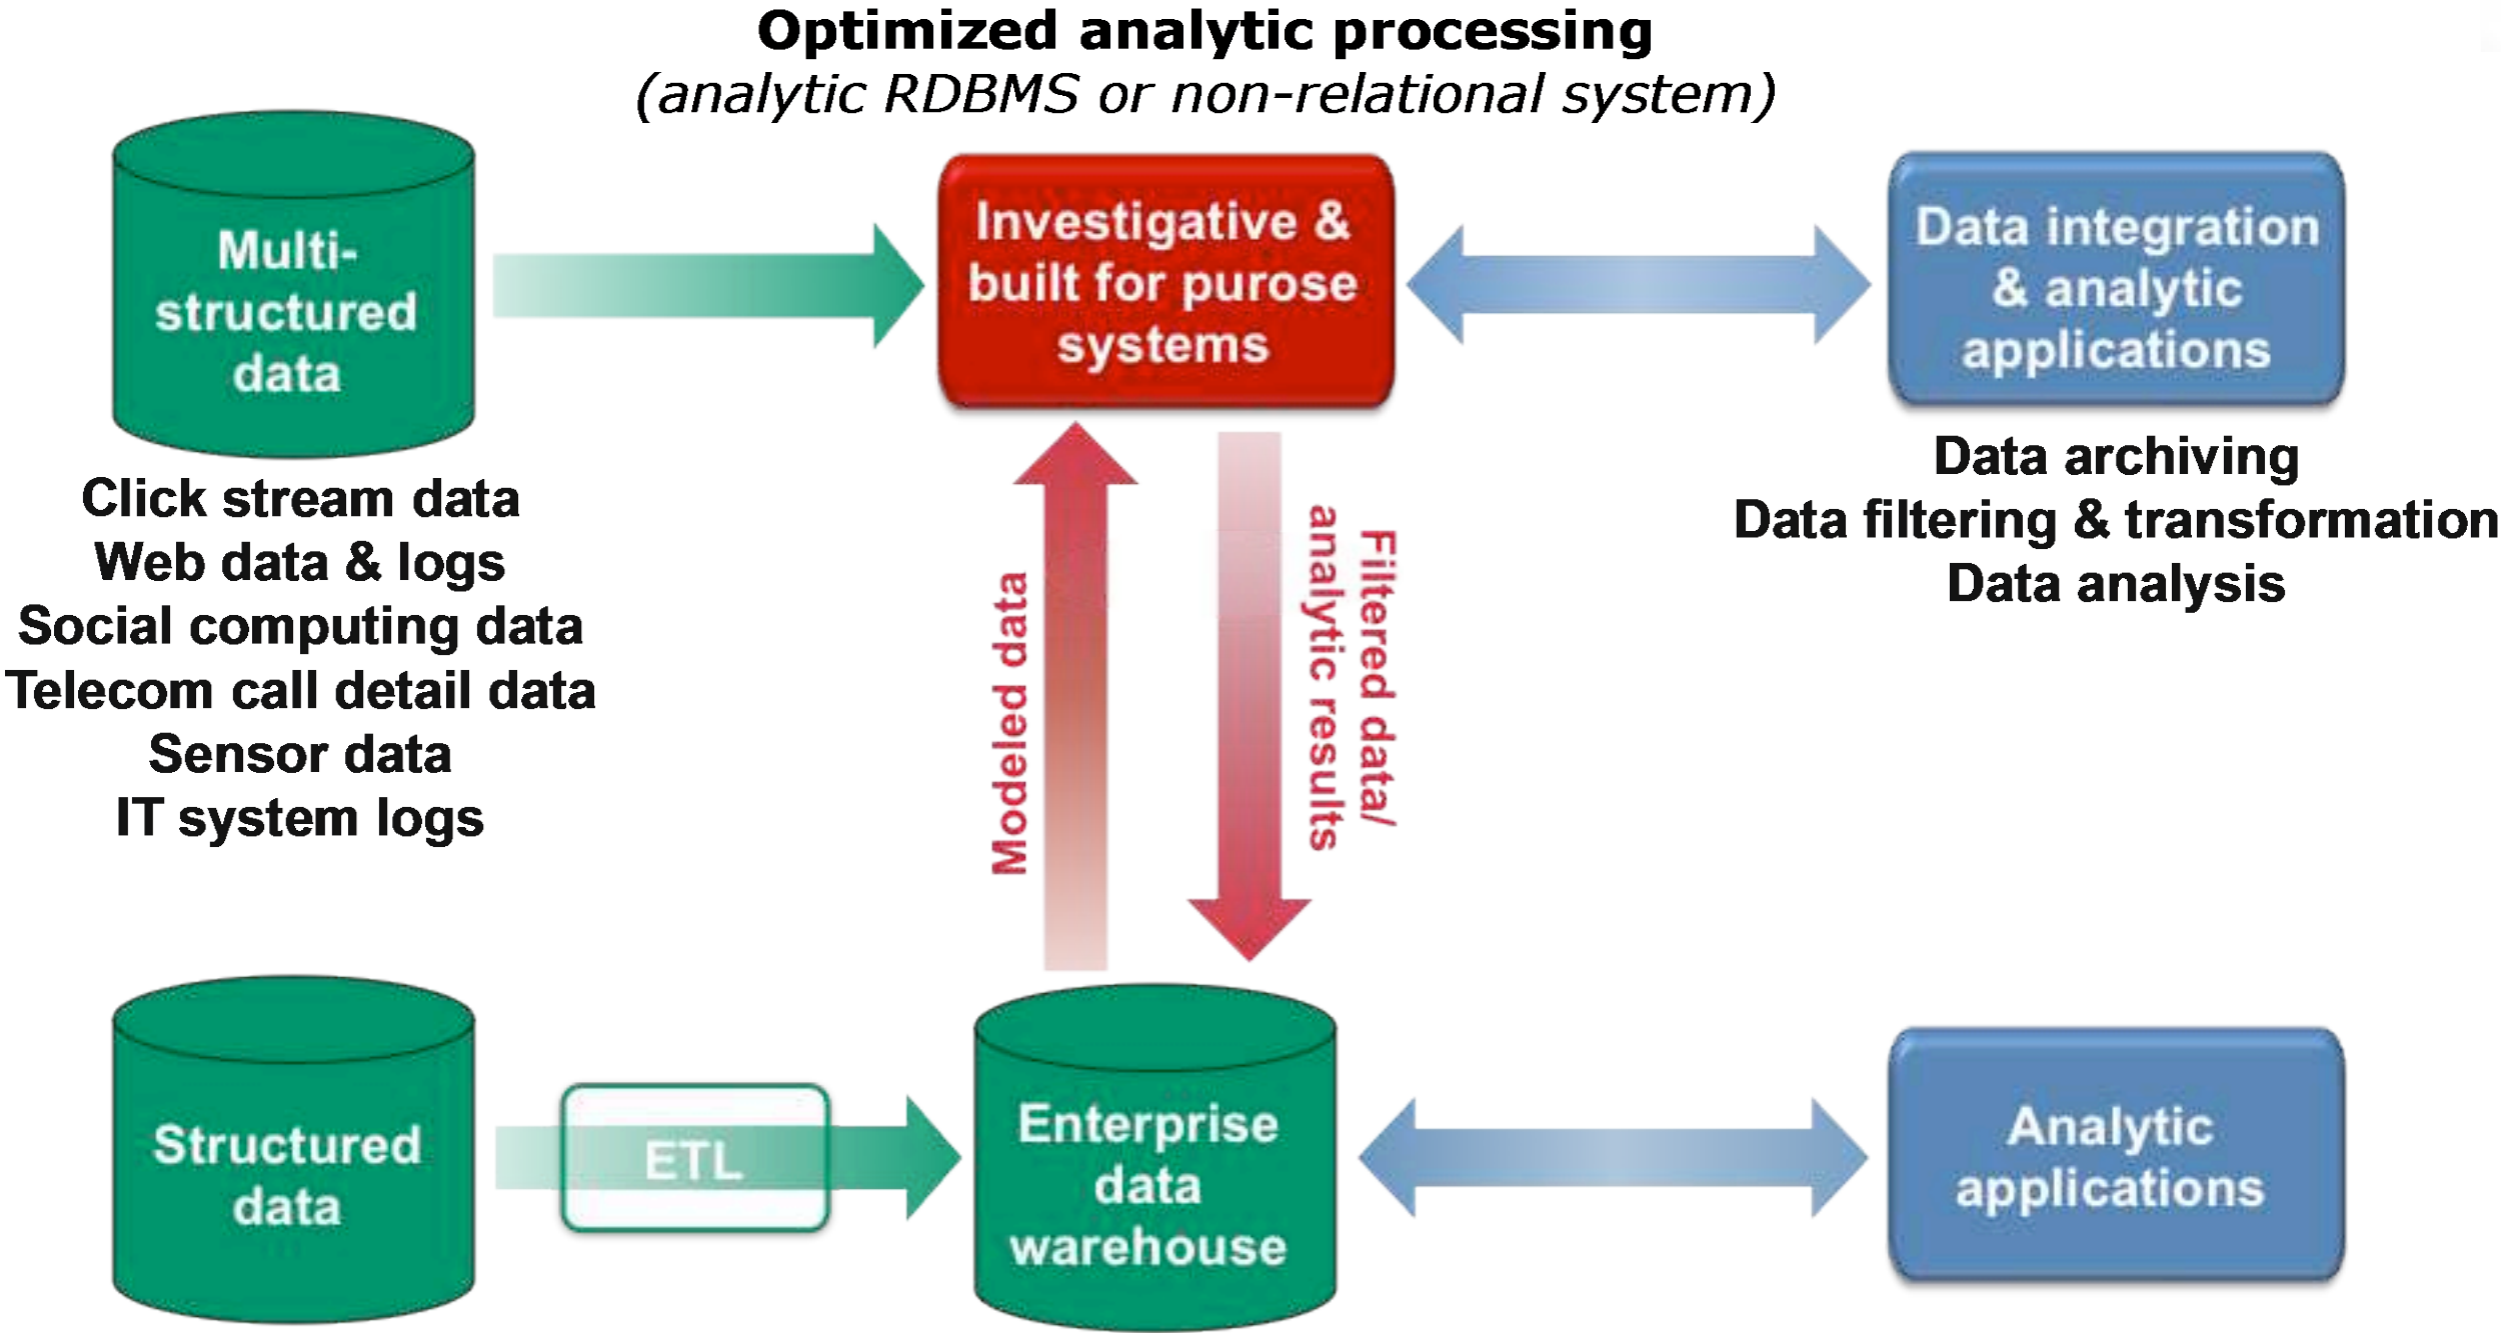 Optimized analytic processing
(analytic RDBMS or non-relational system)
Multi-
structured
data
Click stream data
Web data & logs
Social computing data
Telecom call detail data
Sensor data
IT system logs
Investigative &
built for purose
systems
Data integration
& analytic
applications
Data archiving
Data filtering & transformation
Data analysis
Modeled data
Filtered data/
analytic results
Structured
data
ETL
Enterprise
data
warehouse
Analytic
applications